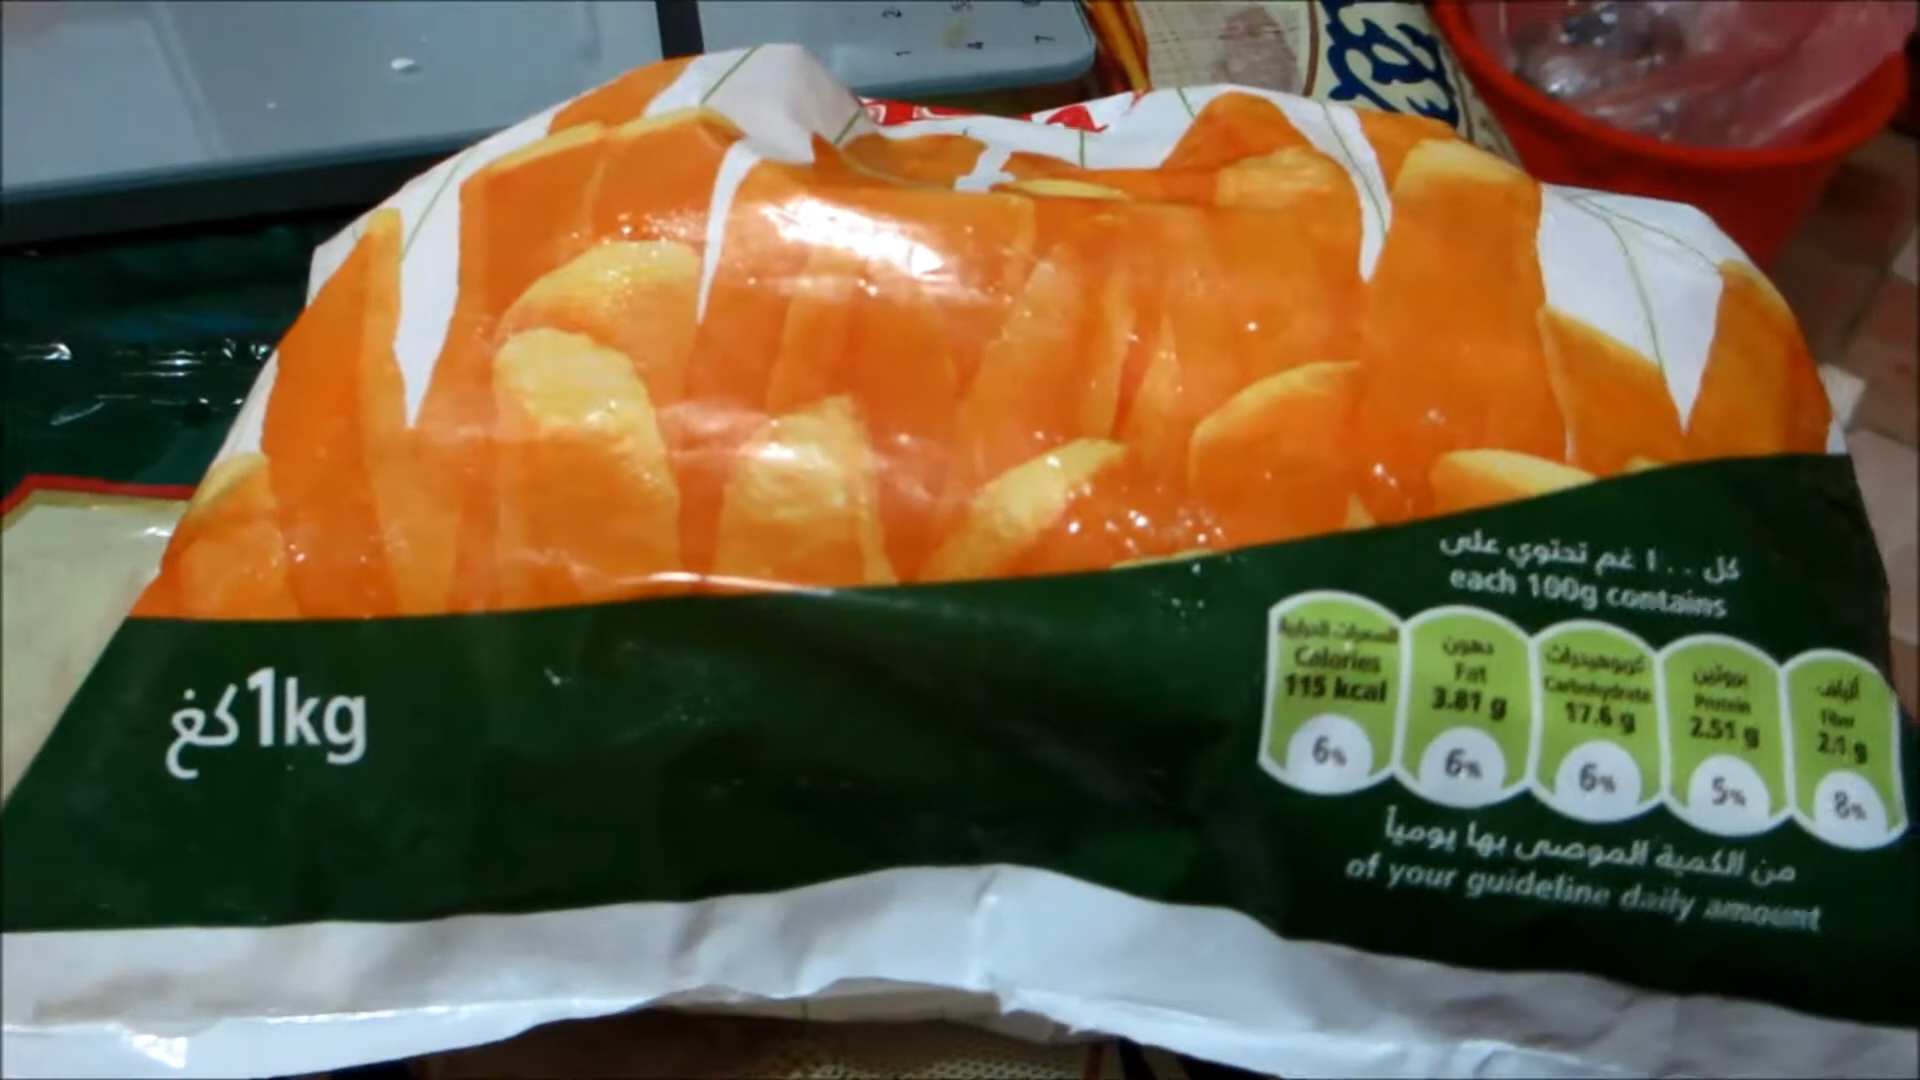 كل ١٠٠ غم تحتوي على
each 100g contains
السعرات الحرارية
Calories
115 kcal
6%
دهون
Fat
3.81 g
6%
كربوهيدرات
Carbohydrate
17.6 g
6%
بروتين
Protein
2.51 g
5%
ألياف
Fiber
2.1 g
8%
من الكمية الموصى بها يومياً
of your guideline daily amount
1kg كغ